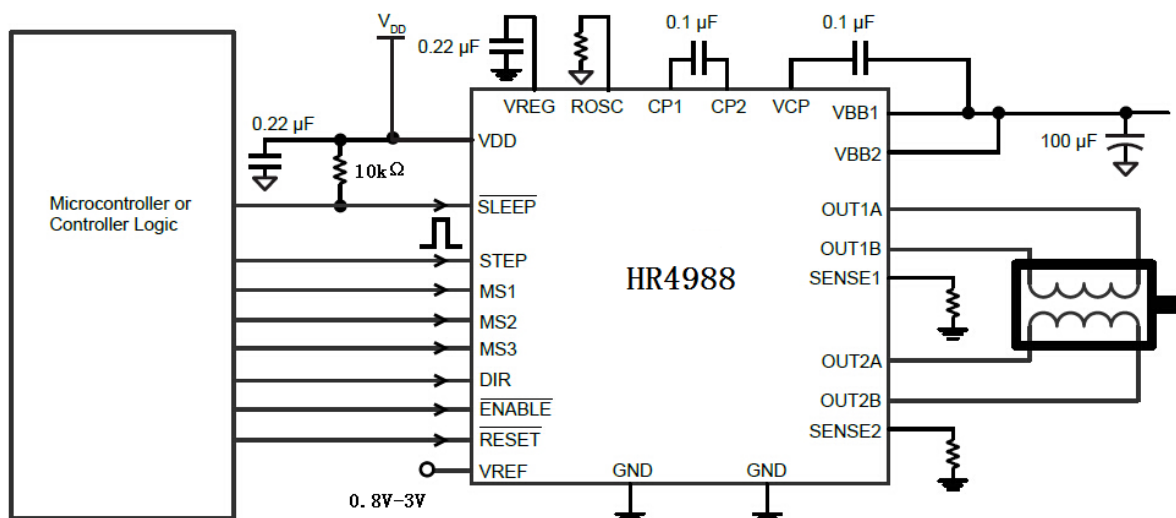 V_DD
0.22 µF
0.1 µF
0.1 µF
VREG
ROSC
CP1
CP2
VCP
VBB1
0.22 µF
VDD
10kΩ
VBB2
100 µF
Microcontroller or
Controller Logic
SLEEP
OUT1A
STEP
OUT1B
MS1
HR4988
SENSE1
MS2
MS3
OUT2A
DIR
OUT2B
ENABLE
RESET
SENSE2
VREF
GND
GND
0.8V-3V